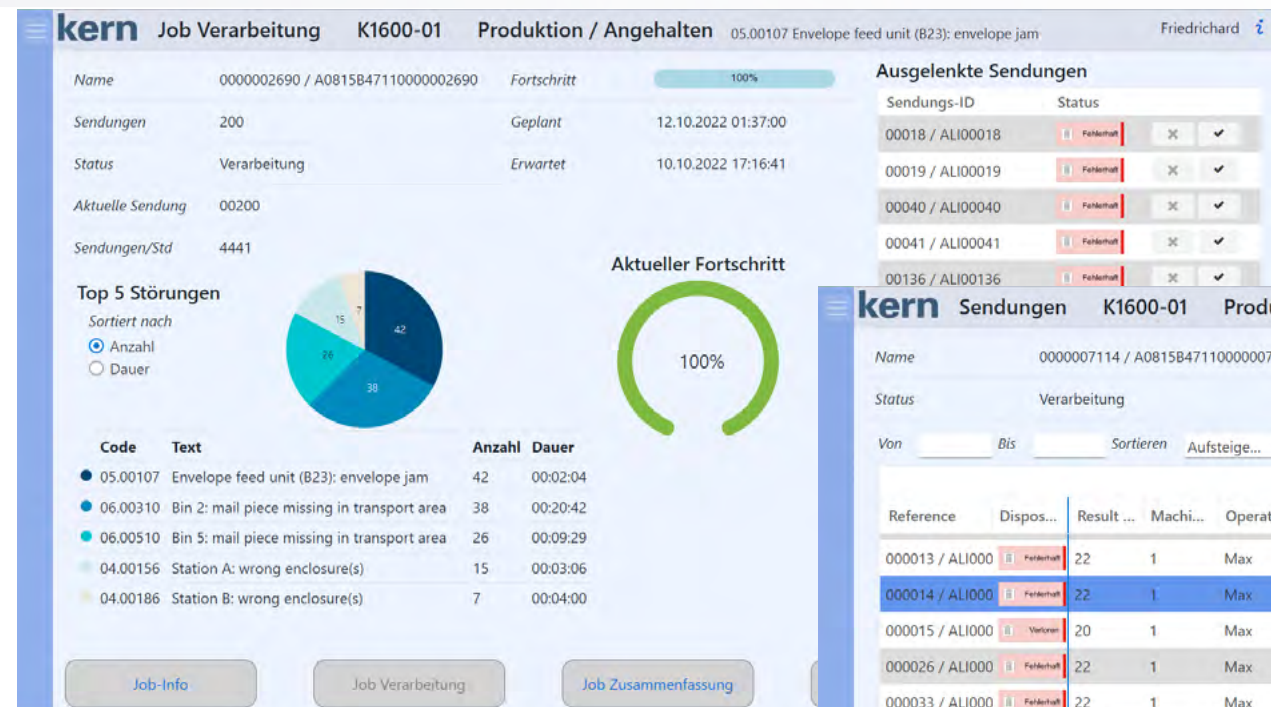 kern Job Verarbeitung K1600-01 Produktion / Angehalten 05.00107 Envelope feed unit (B23): envelope jam Friedrichard i
Name 0000002690 / A0815B47110000002690 Fortschritt 100%
Sendungen 200 Geplant 12.10.2022 01:37:00
Status Verarbeitung Erwartet 10.10.2022 17:16:41
Aktuelle Sendung 00200
Sendungen/Std 4441
Ausgelenkte Sendungen
Sendungs-ID Status
00018 / ALI00018 Fehlerhaft
00019 / ALI00019 Fehlerhaft
00040 / ALI00040 Fehlerhaft
00041 / ALI00041 Fehlerhaft
00136 / ALI00136 Fehlerhaft
Top 5 Störungen
Sortiert nach
Anzahl
Dauer
42
38
26
15
7
Aktueller Fortschritt
100%
Code Text Anzahl Dauer
05.00107 Envelope feed unit (B23): envelope jam 42 00:02:04
06.00310 Bin 2: mail piece missing in transport area 38 00:20:42
06.00510 Bin 5: mail piece missing in transport area 26 00:09:29
04.00156 Station A: wrong enclosure(s) 15 00:03:06
04.00186 Station B: wrong enclosure(s) 7 00:04:00
Job-Info Job Verarbeitung Job Zusammenfassung
kern Sendungen K1600-01 Produ
Name 0000007114 / A0815B47110000007
Status Verarbeitung
Von Bis Sortieren Aufsteige...
Reference Dispos... Result ... Machi... Operat
000013 / ALI000 Fehlerhaft 22 1 Max
000014 / ALI000 Fehlerhaft 22 1 Max
000015 / ALI000 Verloren 20 1 Max
000026 / ALI000 Fehlerhaft 22 1 Max
000033 / ALI000 Fehlerhaft 22 1 Max